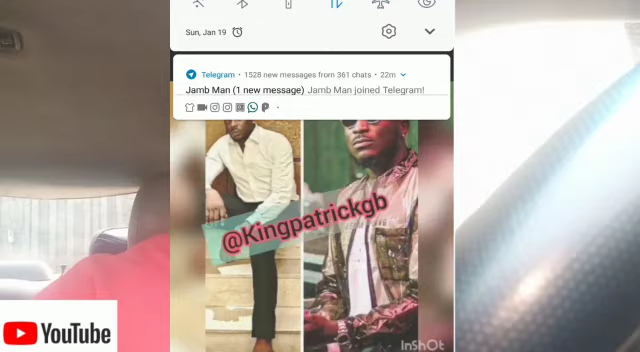 Sun, Jan 19
Telegram • 1528 new messages from 361 chats • 22m
Jamb Man (1 new message) Jamb Man joined Telegram!
@Kingpatrickgb
InShOt
YouTube